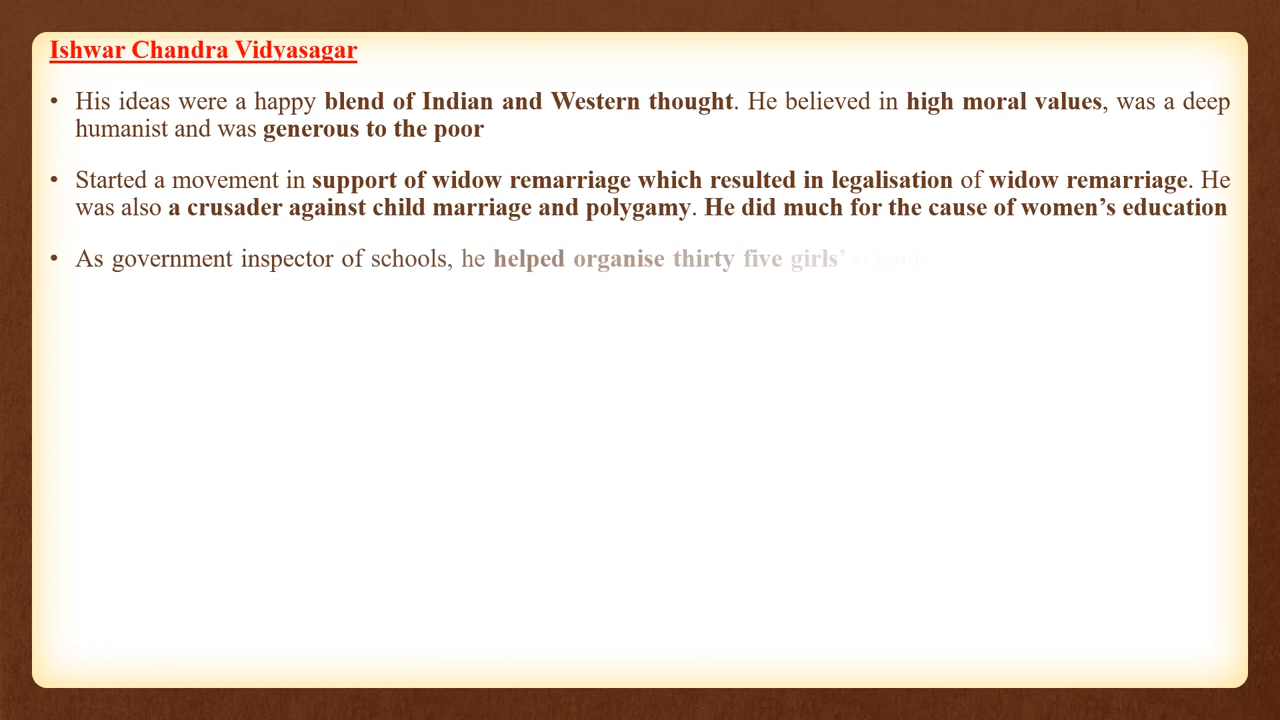 Ishwar Chandra Vidyasagar
• His ideas were a happy blend of Indian and Western thought. He believed in high moral values, was a deep
humanist and was generous to the poor
• Started a movement in support of widow remarriage which resulted in legalisation of widow remarriage. He
was also a crusader against child marriage and polygamy. He did much for the cause of women’s education
• As government inspector of schools, he helped organise thirty five girls’ schools